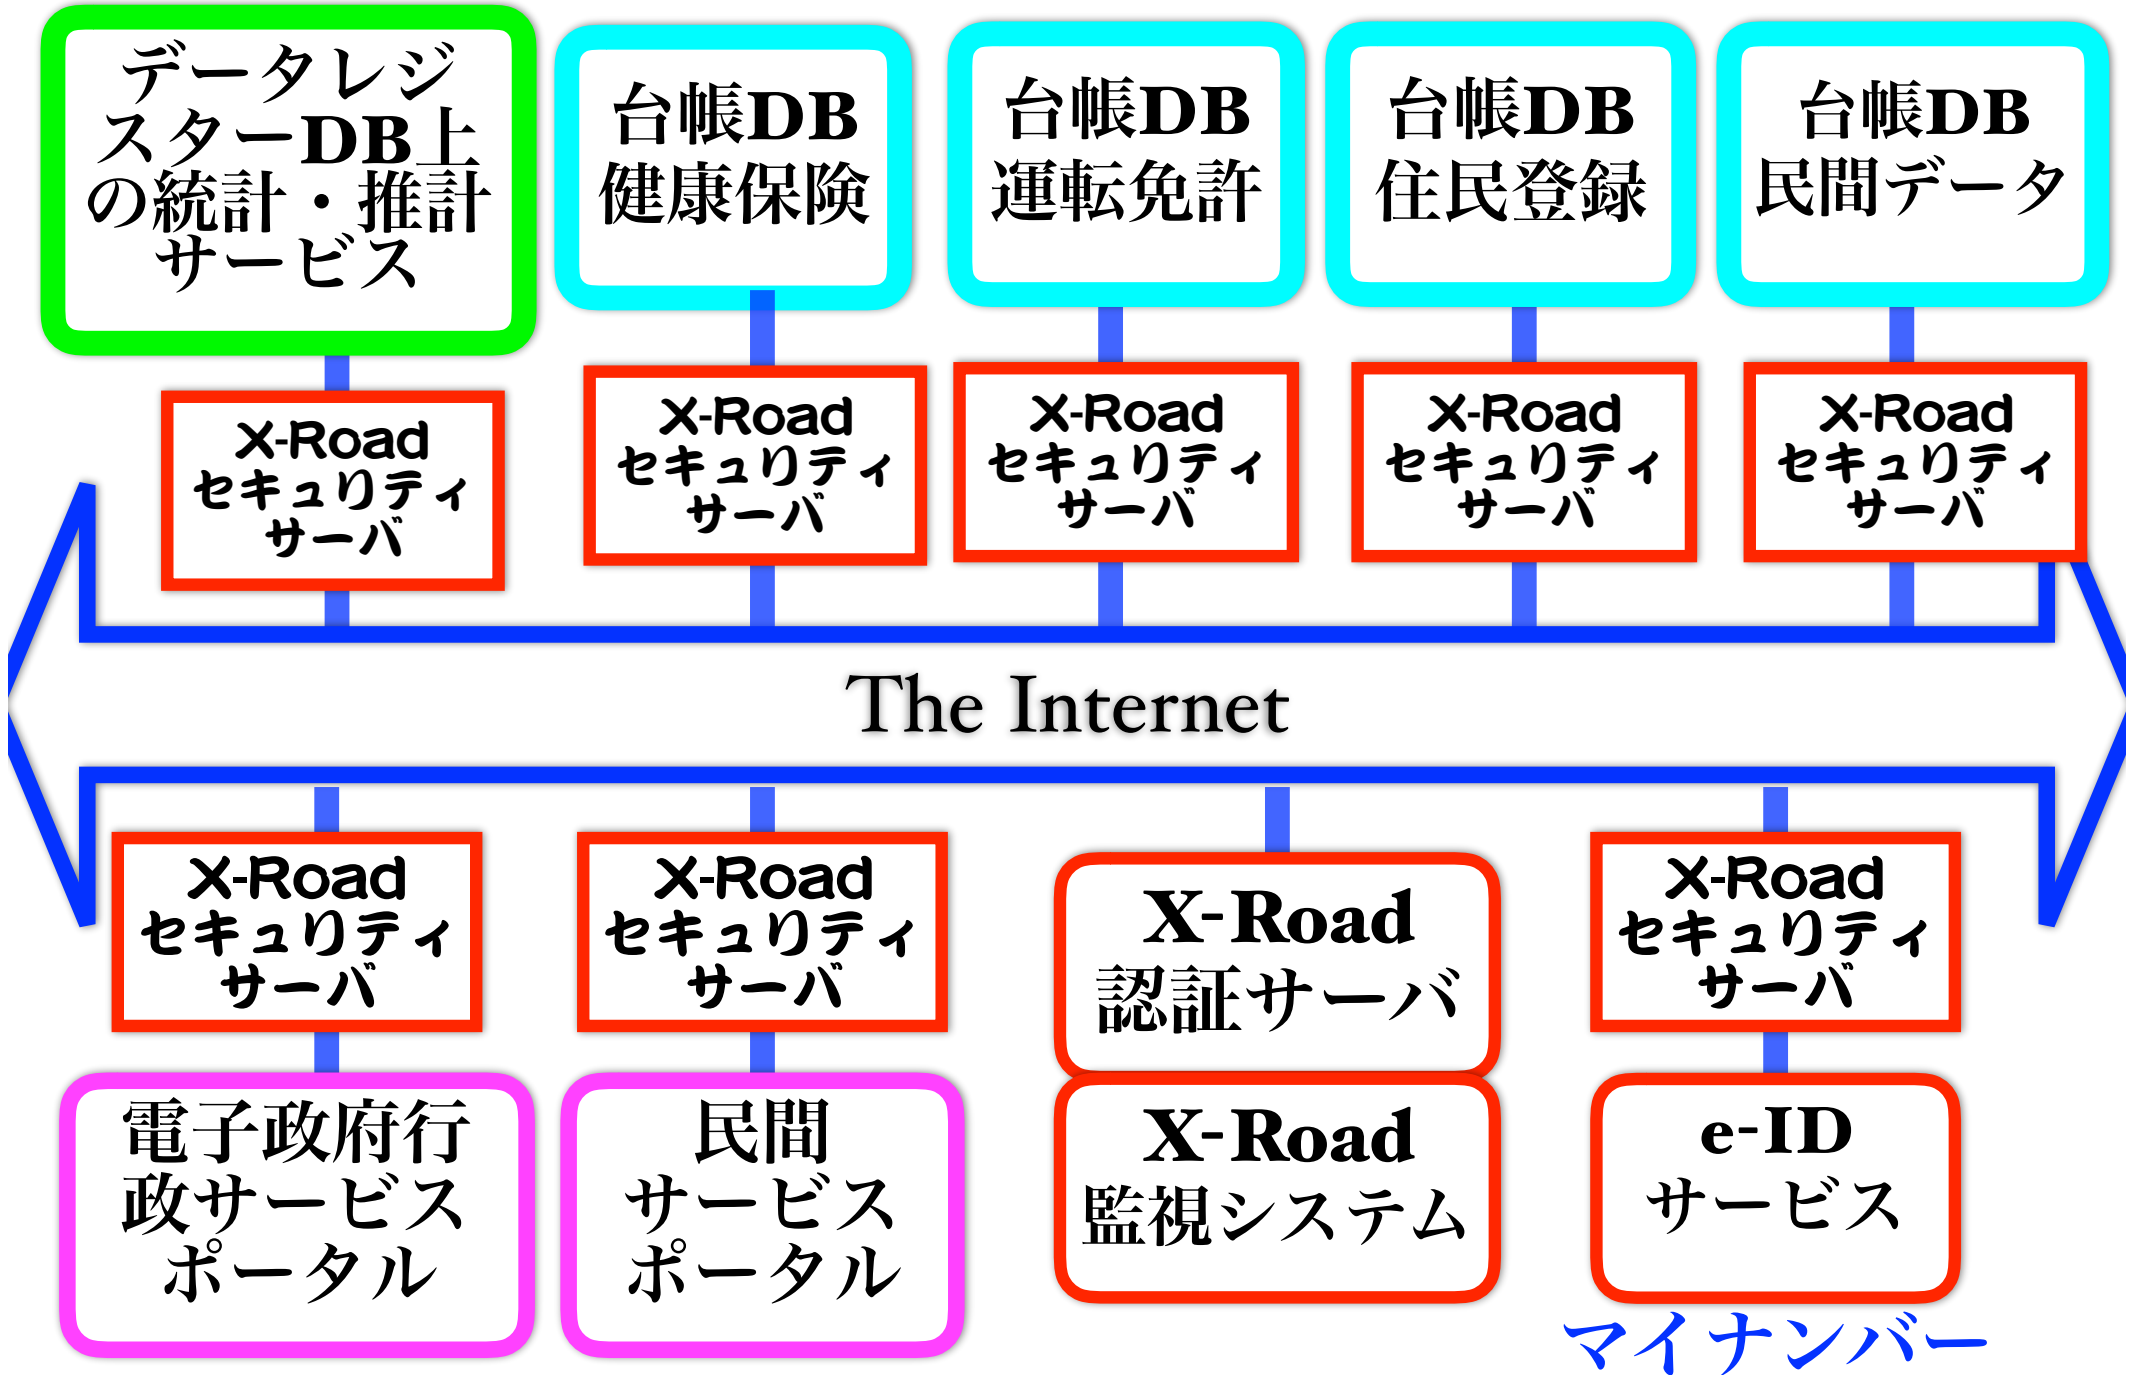 データレジ
スターDB上
の統計・推計
サービス
台帳DB
健康保険
台帳DB
運転免許
台帳DB
住民登録
台帳DB
民間データ
X-Road
セキュリティ
サーバ
X-Road
セキュリティ
サーバ
X-Road
セキュリティ
サーバ
X-Road
セキュリティ
サーバ
X-Road
セキュリティ
サーバ
The Internet
X-Road
セキュリティ
サーバ
X-Road
セキュリティ
サーバ
X-Road
認証サーバ
X-Road
セキュリティ
サーバ
電子政府行
政サービス
ポータル
民間
サービス
ポータル
X-Road
監視システム
e-ID
サービス
マイナンバー